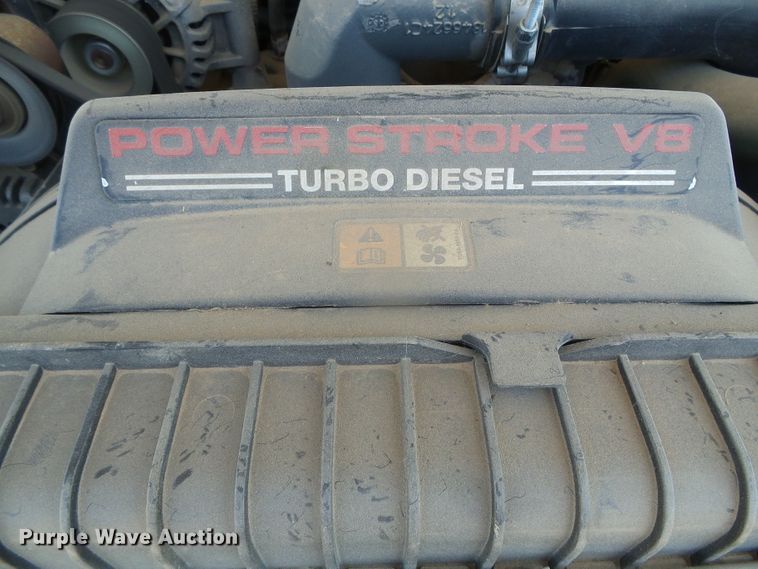 POWER STROKE V8
TURBO DIESEL
Purple Wave Auction